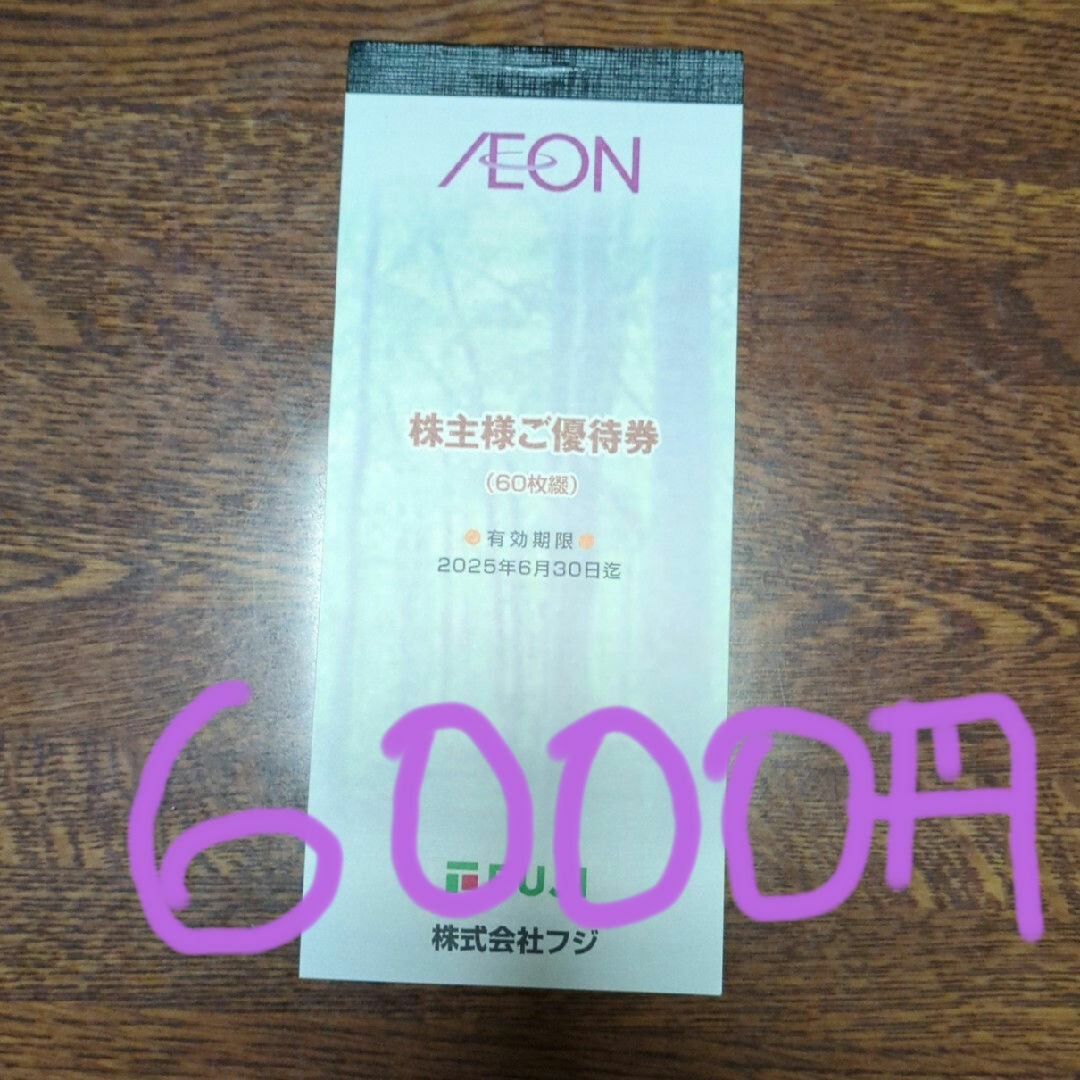 ÆON
株主様ご優待券
(60枚綴)
有効期限
2025年6月30日迄
6000円
FUJI
株式会社フジ